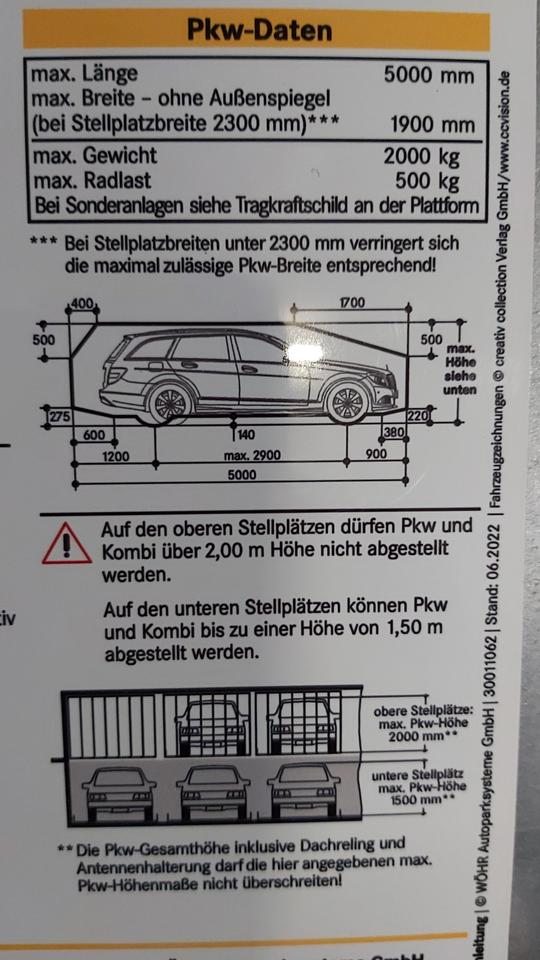 Pkw-Daten
max. Länge 5000 mm
max. Breite – ohne Außenspiegel
(bei Stellplatzbreite 2300 mm)*** 1900 mm
max. Gewicht 2000 kg
max. Radlast 500 kg
Bei Sonderanlagen siehe Tragkraftschild an der Plattform
*** Bei Stellplatzbreiten unter 2300 mm verringert sich
die maximal zulässige Pkw-Breite entsprechend!
400 1700
500 500
max.
Höhe
siehe
unten
275 220
600 140 380
1200 max. 2900 900
5000
Auf den oberen Stellplätzen dürfen Pkw und
Kombi über 2,00 m Höhe nicht abgestellt
werden.
Auf den unteren Stellplätzen können Pkw
und Kombi bis zu einer Höhe von 1,50 m
abgestellt werden.
tiv
obere Stellplätze:
max. Pkw-Höhe
2000 mm**
untere Stellplatz
max. Pkw-Höhe
1500 mm**
** Die Pkw-Gesamthöhe inklusive Dachreling und
Antennenhalterung darf die hier angegebenen max.
Pkw-Höhenmaße nicht überschreiten!
nleitung | © WÖHR Autoparksysteme GmbH | 30011062 | Stand: 06.2022 | Fahrzeugzeichnungen © creativ collection Verlag GmbH/www.ccvision.de